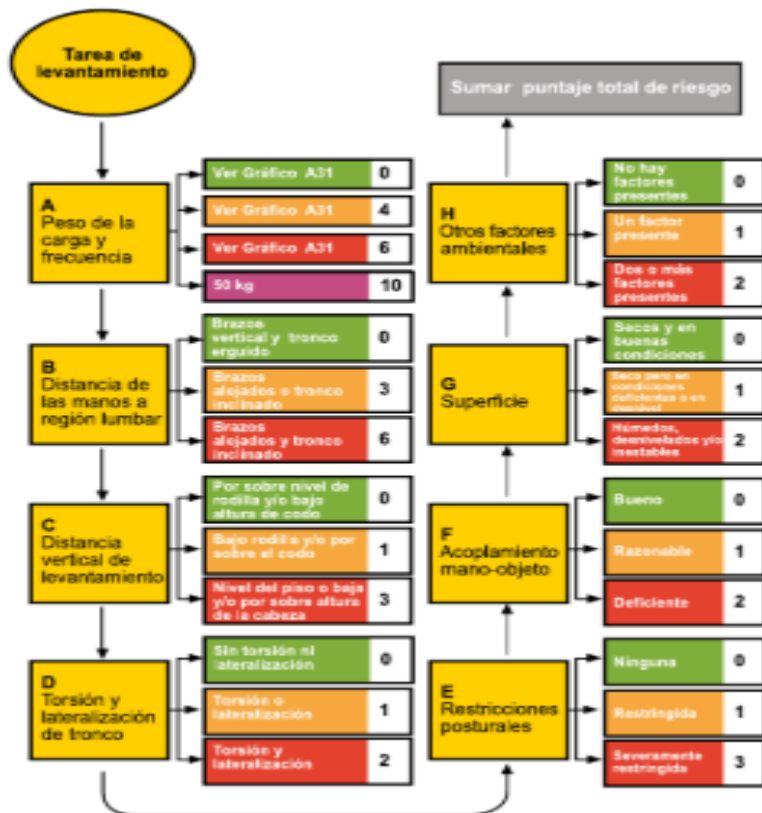 Tarea de
levantamiento
A
Peso de la
carga y
frecuencia
Ver Gráfico A31 0
Ver Gráfico A31 4
Ver Gráfico A31 6
50 kg 10
B
Distancia de
las manos a
región lumbar
Brazos
vertical y tronco
erguido
0
Brazos
alejados o tronco
inclinado
3
Brazos
alejados y tronco
inclinado
6
C
Distancia
vertical de
levantamiento
Por sobre nivel de
rodilla y/o bajo
altura de codo
0
Bajo rodilla y/o por
sobre el codo
1
Nivel del piso o baja
y/o por sobre altura
de la cabeza
3
D
Torsión y
lateralización
de tronco
Sin torsión ni
lateralización
0
Torsión o
lateralización
1
Torsión y
lateralización
2
E
Restricciones
posturales
Ninguna 0
Restringida 1
Severamente
restringida
3
F
Acoplamiento
mano-objeto
Bueno 0
Razonable 1
Deficiente 2
G
Superficie
Secos y en
buenas
condiciones
0
Seco pero en
condiciones
deficientes o en
desnivel
1
Húmedos,
desnivelados y/o
inestables
2
H
Otros factores
ambientales
No hay
factores
presentes
0
Un factor
presente
1
Dos o más
factores
presentes
2
Sumar puntaje total de riesgo